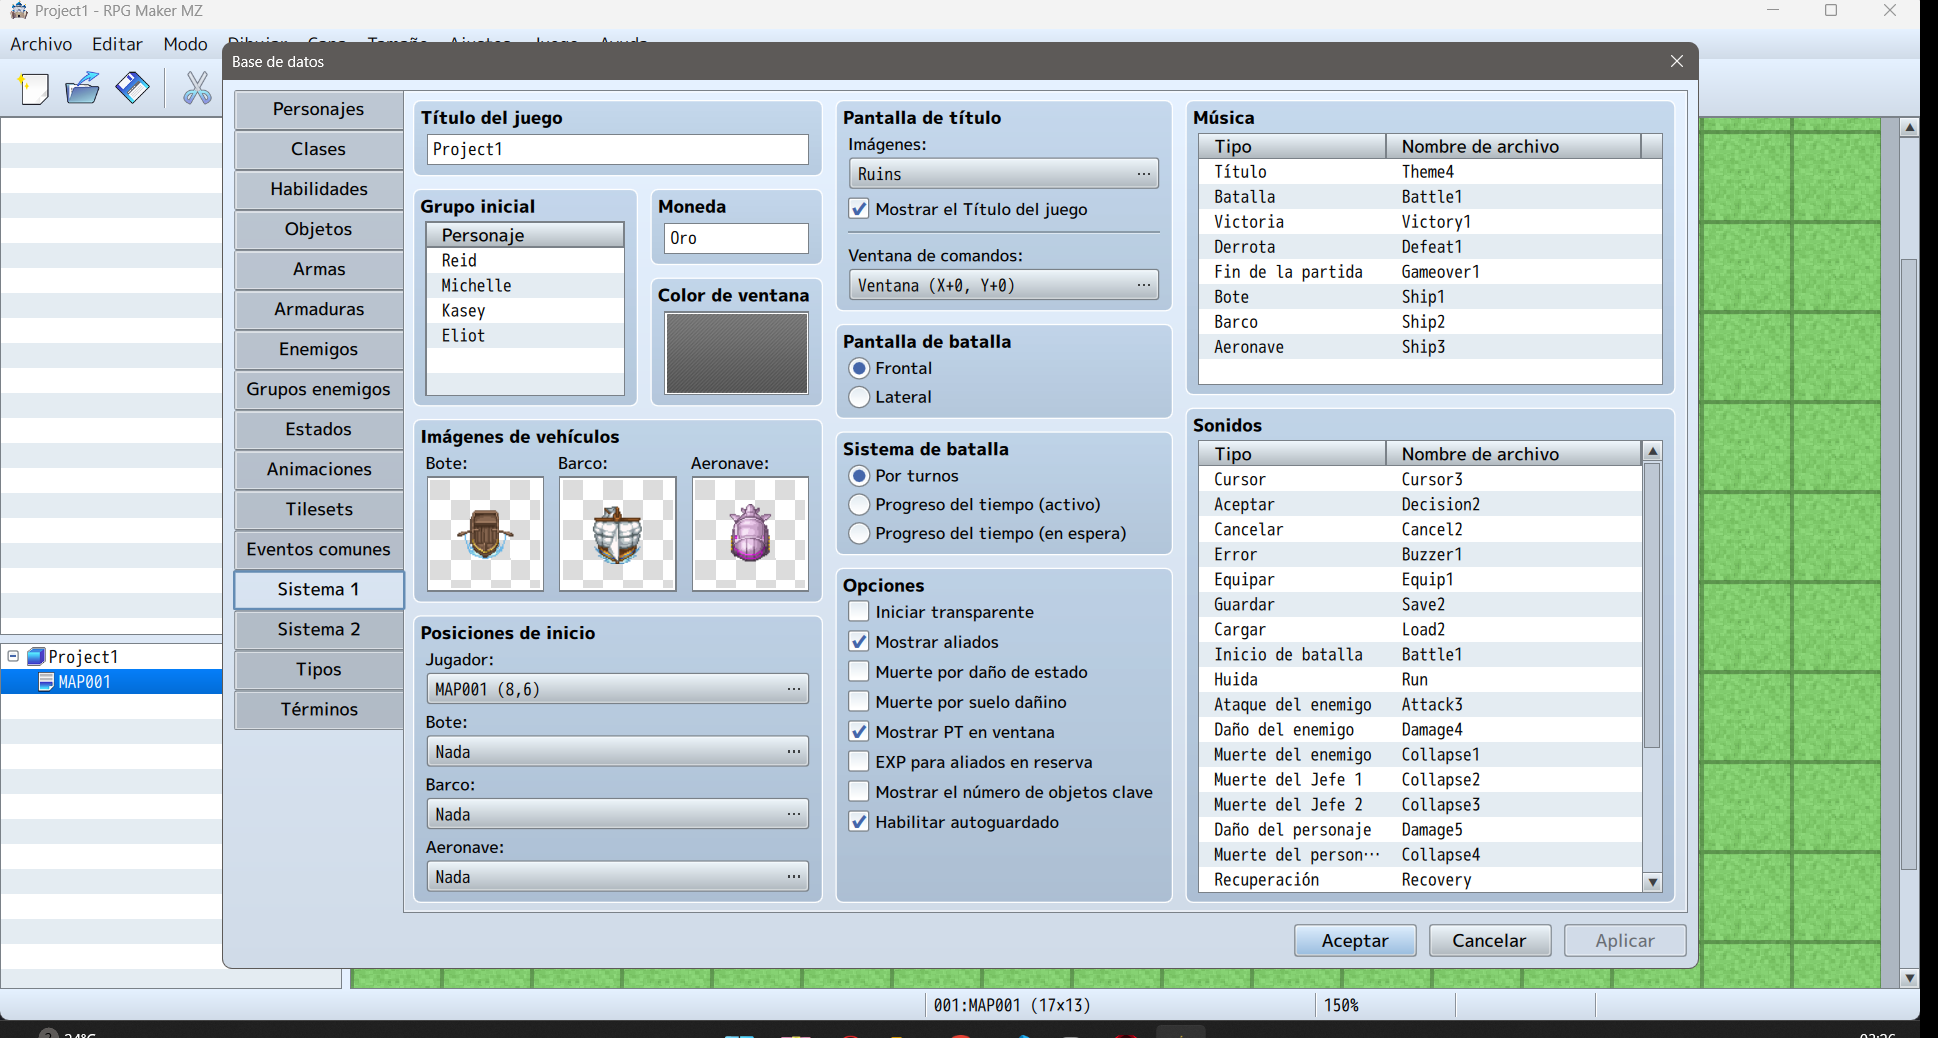 Project1 - RPG Maker MZ
Archivo Editar Modo
Base de datos
Personajes
Clases
Habilidades
Objetos
Armas
Armaduras
Enemigos
Grupos enemigos
Estados
Animaciones
Tilesets
Eventos comunes
Sistema 1
Sistema 2
Tipos
Términos
Project1
MAP001
Título del juego
Project1
Grupo inicial
Personaje
Reid
Michelle
Kasey
Eliot
Moneda
Oro
Color de ventana
Imágenes de vehículos
Bote: Barco: Aeronave:
Posiciones de inicio
Jugador:
MAP001 (8,6) ...
Bote:
Nada ...
Barco:
Nada ...
Aeronave:
Nada ...
Pantalla de título
Imágenes:
Ruins ...
Mostrar el Título del juego
Ventana de comandos:
Ventana (X+0, Y+0) ...
Pantalla de batalla
Frontal
Lateral
Sistema de batalla
Por turnos
Progreso del tiempo (activo)
Progreso del tiempo (en espera)
Opciones
Iniciar transparente
Mostrar aliados
Muerte por daño de estado
Muerte por suelo dañino
Mostrar PT en ventana
EXP para aliados en reserva
Mostrar el número de objetos clave
Habilitar autoguardado
Música
Tipo Nombre de archivo
Título Theme4
Batalla Battle1
Victoria Victory1
Derrota Defeat1
Fin de la partida Gameover1
Bote Ship1
Barco Ship2
Aeronave Ship3
Sonidos
Tipo Nombre de archivo
Cursor Cursor3
Aceptar Decision2
Cancelar Cancel2
Error Buzzer1
Equipar Equip1
Guardar Save2
Cargar Load2
Inicio de batalla Battle1
Huida Run
Ataque del enemigo Attack3
Daño del enemigo Damage4
Muerte del enemigo Collapse1
Muerte del Jefe 1 Collapse2
Muerte del Jefe 2 Collapse3
Daño del personaje Damage5
Muerte del person… Collapse4
Recuperación Recovery
Aceptar Cancelar Aplicar
001:MAP001 (17×13) 150%